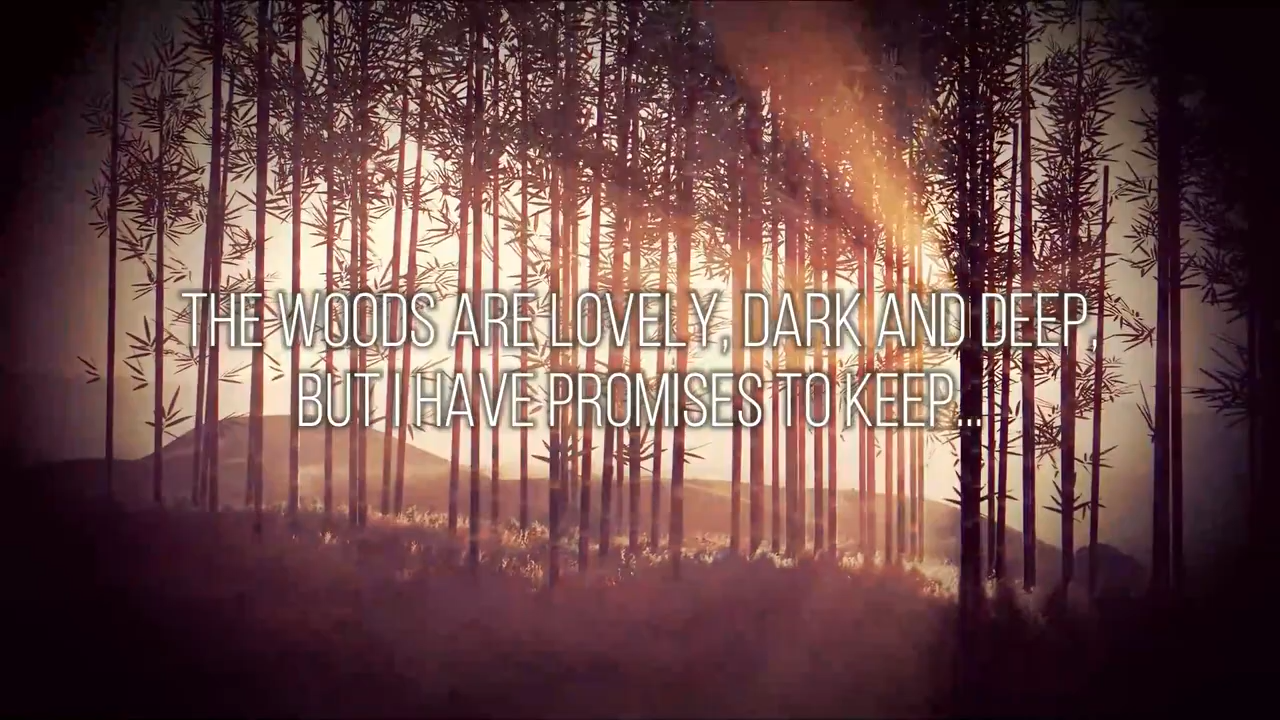 THE WOODS ARE LOVELY, DARK AND DEEP,
BUT I HAVE PROMISES TO KEEP...